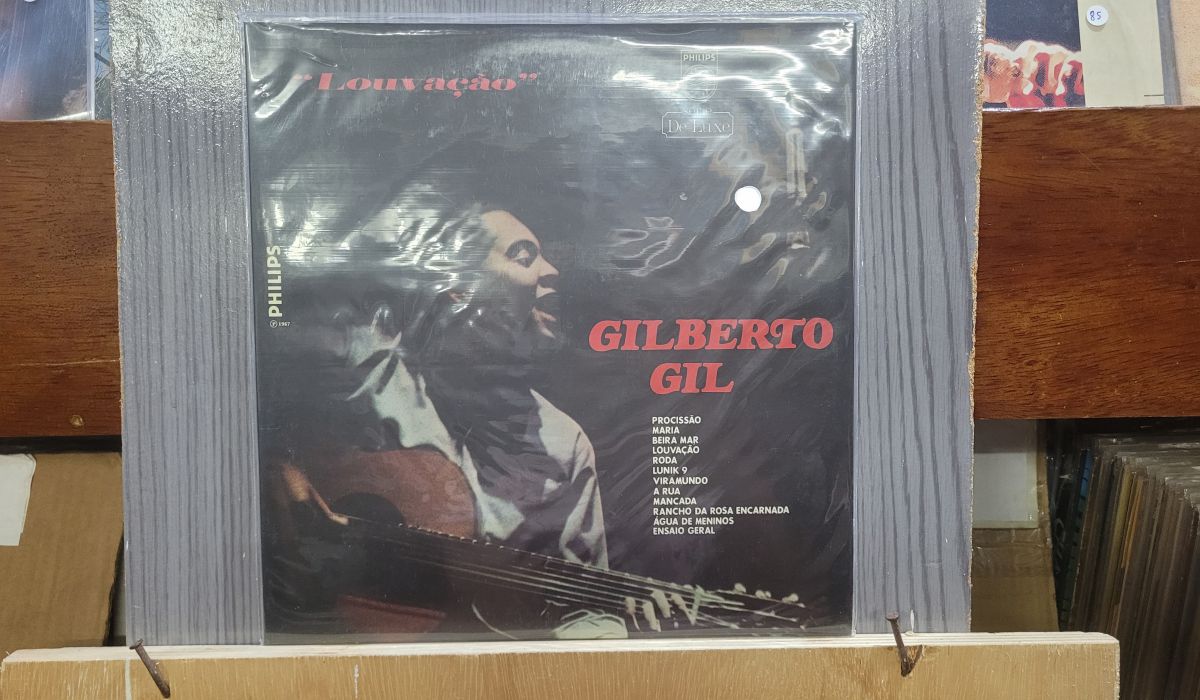 “Louvação”
PHILIPS
De Luxe
85
PHILIPS
℗ 1967
GILBERTO
GIL
PROCISSÃO
MARIA
BEIRA MAR
LOUVAÇÃO
RODA
LUNIK 9
VIRAMUNDO
A RUA
MANCADA
RANCHO DA ROSA ENCARNADA
ÁGUA DE MENINOS
ENSAIO GERAL